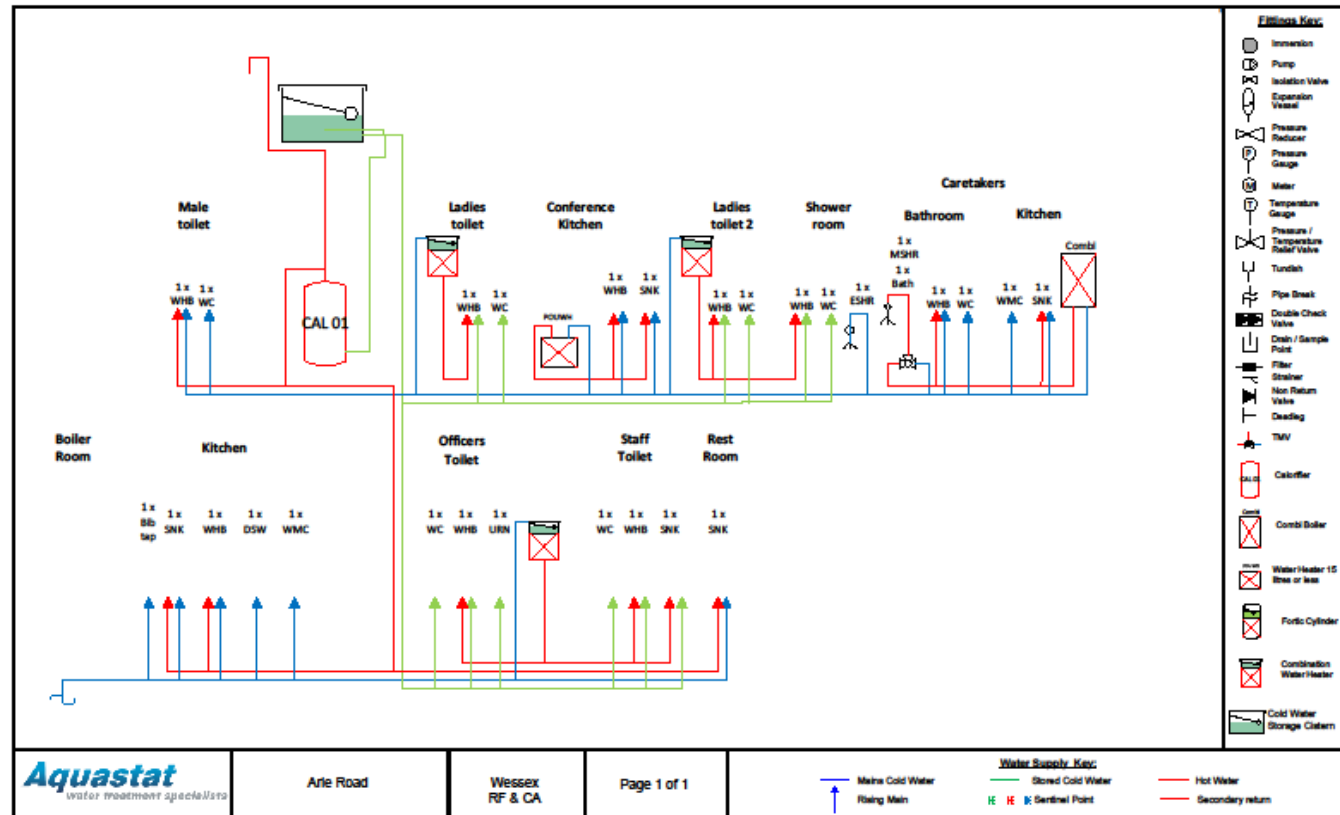 Fittings Key:
Immersion
Pump
Isolation Valve
Expansion
Vessel
Pressure
Reducer
P
Pressure
Gauge
M
Meter
T
Temperature
Gauge
Pressure /
Temperature
Relief Valve
Tundish
Pipe Break
Double Check
Valve
Drain / Sample
Point
Filter
Strainer
Non Return
Valve
Deadleg
TMV
CAL 01
Calorifier
Combi
Combi Boiler
Water Heater 15
litres or less
Fortic Cylinder
Combination
Water Heater
Cold Water
Storage Cistern
Male
toilet
Ladies
toilet
Conference
Kitchen
Ladies
toilet 2
Shower
room
Caretakers
Bathroom
Kitchen
1 x
WHB
1 x
WC
CAL 01
1 x
WHB
1 x
WC
POUWH
1 x
WHB
1 x
SNK
1 x
WHB
1 x
WC
1 x
WHB
1 x
WC
1 x
ESHR
1 x
MSHR
1 x
Bath
1 x
WHB
1 x
WC
1 x
WMC
1 x
SNK
Combi
Boiler
Room
Kitchen
Officers
Toilet
Staff
Toilet
Rest
Room
1 x
Bib
tap
1 x
SNK
1 x
WHB
1 x
DSW
1 x
WMC
1 x
WC
1 x
WHB
1 x
URN
1 x
WC
1 x
WHB
1 x
SNK
1 x
SNK
Aquastat
water treatment specialists
Arle Road
Wessex
RF & CA
Page 1 of 1
Water Supply Key:
Mains Cold Water
Stored Cold Water
Hot Water
Rising Main
Sentinel Point
Secondary return